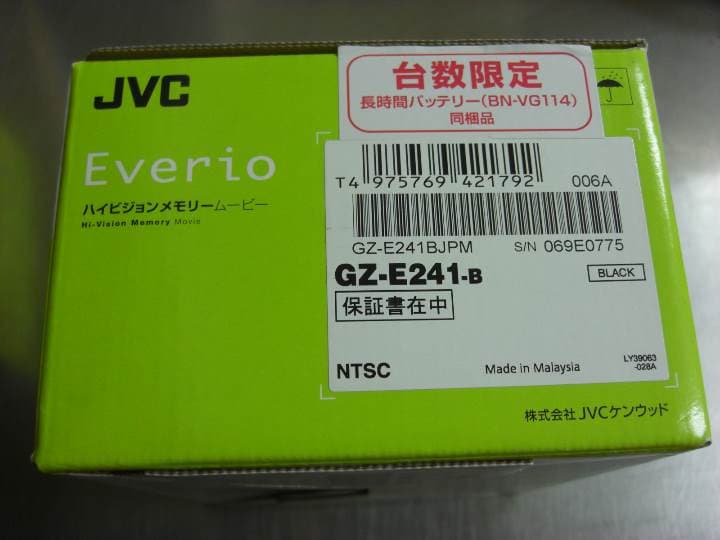 JVC
Everio
ハイビジョンメモリームービー
Hi-Vision Memory Movie
台数限定
長時間バッテリー(BN-VG114)
同梱品
T4 975769 421792 006A
GZ-E241BJPM S/N 069E0775
GZ-E241-B BLACK
保証書在中
NTSC Made in Malaysia
LY39063
-028A
株式会社 JVCケンウッド